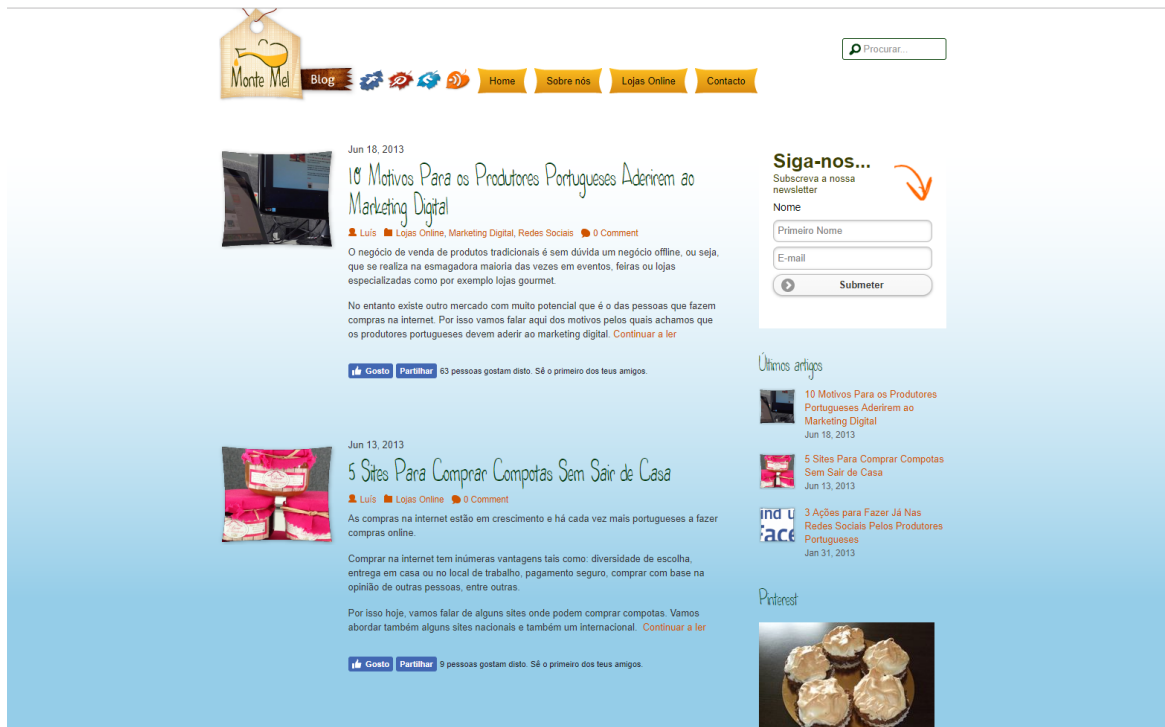 Monte Mel
Blog
Home
Sobre nós
Lojas Online
Contacto
Procurar...
Jun 18, 2013
10 Motivos Para os Produtores Portugueses Aderirem ao
Marketing Digital
Luís Lojas Online, Marketing Digital, Redes Sociais 0 Comment
O negócio de venda de produtos tradicionais é sem dúvida um negócio offline, ou seja,
que se realiza na esmagadora maioria das vezes em eventos, feiras ou lojas
especializadas como por exemplo lojas gourmet.
No entanto existe outro mercado com muito potencial que é o das pessoas que fazem
compras na internet. Por isso vamos falar aqui dos motivos pelos quais achamos que
os produtores portugueses devem aderir ao marketing digital. Continuar a ler
Gosto Partilhar 63 pessoas gostam disto. Sê o primeiro dos teus amigos.
Jun 13, 2013
5 Sites Para Comprar Compotas Sem Sair de Casa
Luís Lojas Online 0 Comment
As compras na internet estão em crescimento e há cada vez mais portugueses a fazer
compras online.
Comprar na internet tem inúmeras vantagens tais como: diversidade de escolha,
entrega em casa ou no local de trabalho, pagamento seguro, comprar com base na
opinião de outras pessoas, entre outras.
Por isso hoje, vamos falar de alguns sites onde podem comprar compotas. Vamos
abordar também alguns sites nacionais e também um internacional. Continuar a ler
Gosto Partilhar 9 pessoas gostam disto. Sê o primeiro dos teus amigos.
Siga-nos...
Subscreva a nossa
newsletter
Nome
Primeiro Nome
E-mail
Submeter
Últimos artigos
10 Motivos Para os Produtores
Portugueses Aderirem ao
Marketing Digital
Jun 18, 2013
5 Sites Para Comprar Compotas
Sem Sair de Casa
Jun 13, 2013
ind u
Face
3 Ações para Fazer Já Nas
Redes Sociais Pelos Produtores
Portugueses
Jan 31, 2013
Pinterest